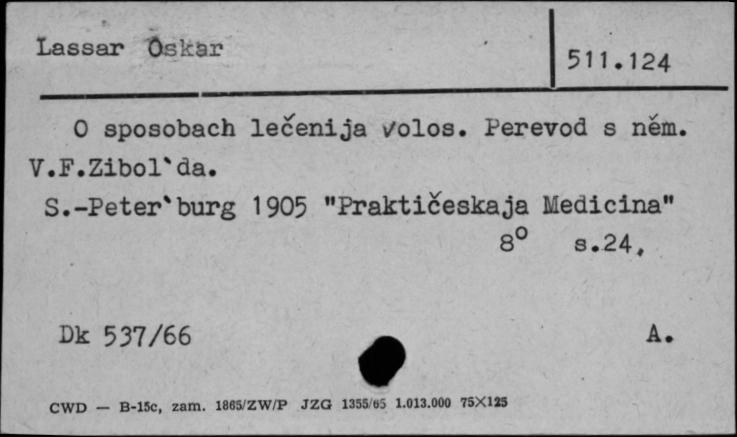 Lassar Oskar
511.124
O sposobach lečenija volos. Perevod s něm.
V.F.Zibol`da.
S.-Peter`burg 1905 "Praktičeskaja Medicina"
8° s.24,
Dk 537/66 A.
CWD — B-15c, zam. 1865/ZW/P JZG 1355/65 1.013.000 75X125